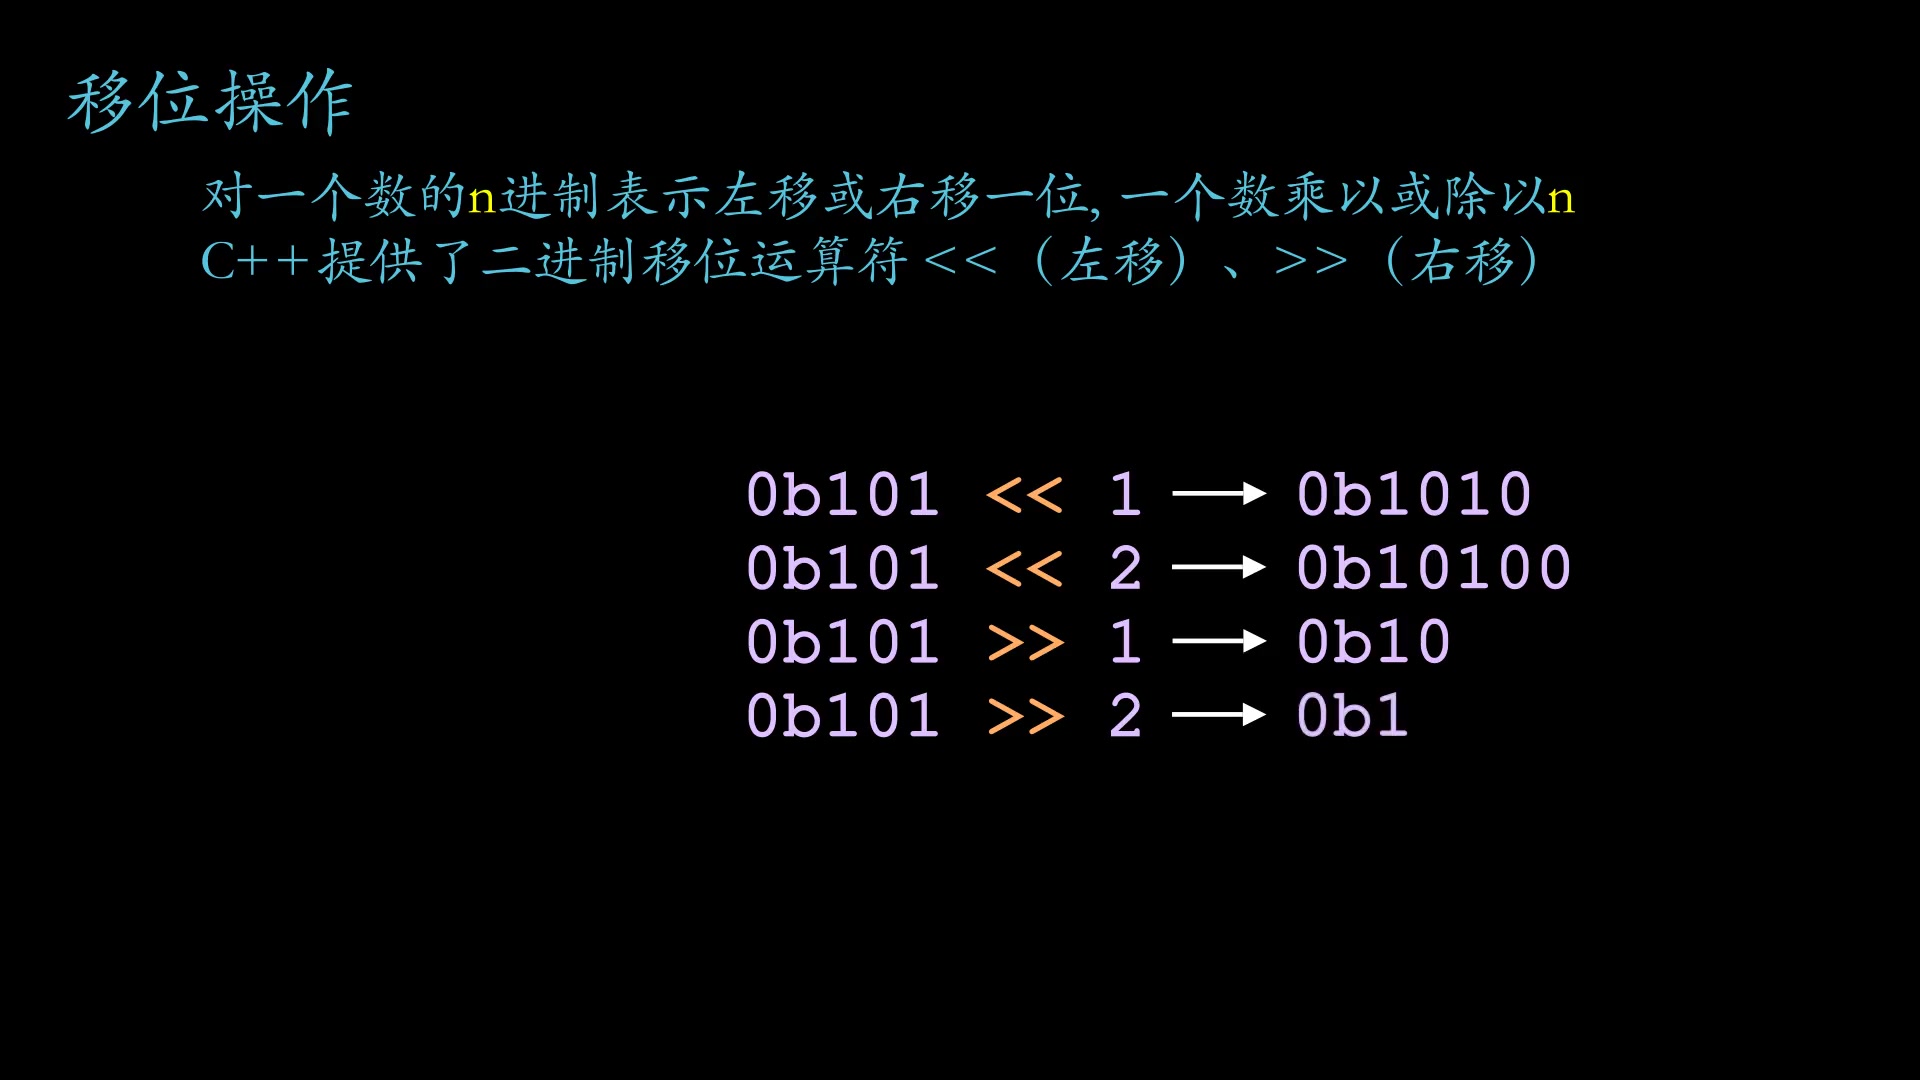 移位操作
对一个数的n进制表示左移或右移一位, 一个数乘以或除以n
C++提供了二进制移位运算符<<（左移）、>>（右移）
0b101 << 1 → 0b1010
0b101 << 2 → 0b10100
0b101 >> 1 → 0b10
0b101 >> 2 → 0b1